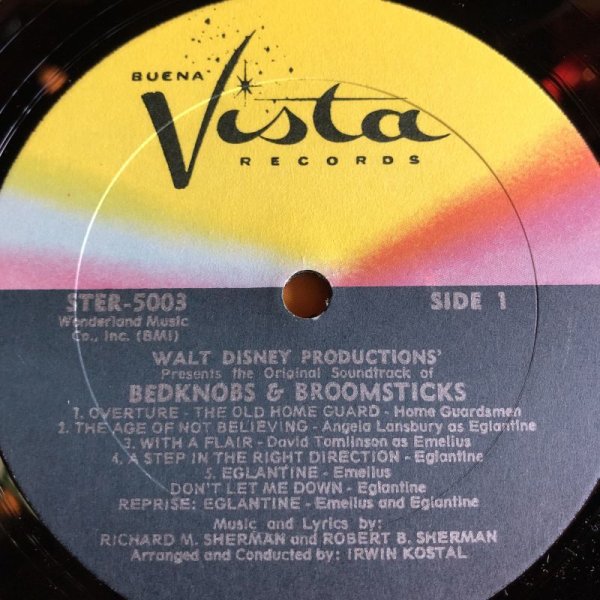 BUENA
Vista
RECORDS
STER-5003 SIDE 1
Wonderland Music
Co., Inc. (BMI)
WALT DISNEY PRODUCTIONS'
Presents the Original Soundtrack of
BEDKNOBS & BROOMSTICKS
1. OVERTURE - THE OLD HOME GUARD - Home Guardsmen
2. THE AGE OF NOT BELIEVING - Angela Lansbury as Eglantine
3. WITH A FLAIR - David Tomlinson as Emelius
4. A STEP IN THE RIGHT DIRECTION - Eglantine
5. EGLANTINE - Emelius
DON'T LET ME DOWN - Eglantine
REPRISE: EGLANTINE - Emelius and Eglantine
Music and Lyrics by:
RICHARD M. SHERMAN and ROBERT B. SHERMAN
Arranged and Conducted by: IRWIN KOSTAL